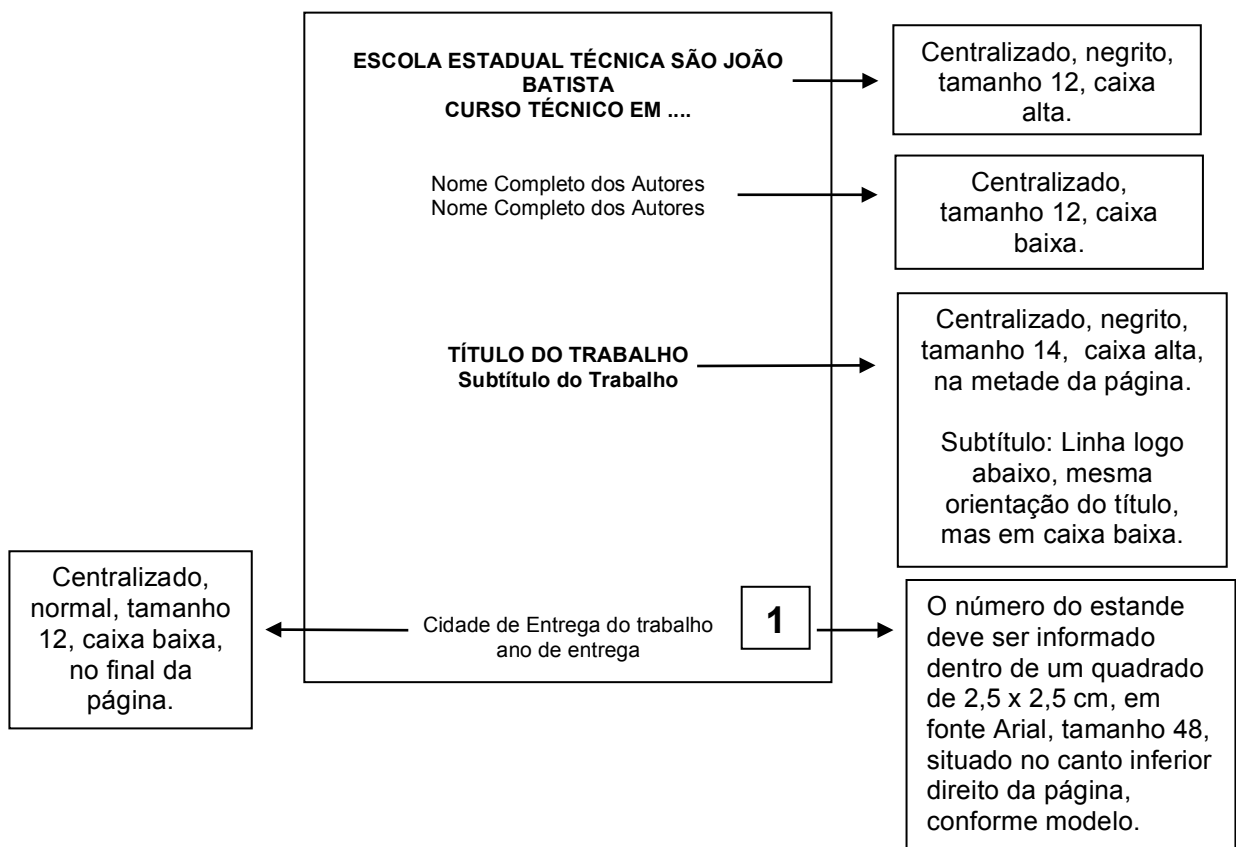 ESCOLA ESTADUAL TÉCNICA SÃO JOÃO
BATISTA
CURSO TÉCNICO EM ....
Centralizado, negrito,
tamanho 12, caixa
alta.
Nome Completo dos Autores
Nome Completo dos Autores
Centralizado,
tamanho 12, caixa
baixa.
TÍTULO DO TRABALHO
Subtítulo do Trabalho
Centralizado, negrito,
tamanho 14, caixa alta,
na metade da página.
Subtítulo: Linha logo
abaixo, mesma
orientação do título,
mas em caixa baixa.
Centralizado,
normal, tamanho
12, caixa baixa,
no final da
página.
Cidade de Entrega do trabalho
ano de entrega
1
O número do estande
deve ser informado
dentro de um quadrado
de 2,5 x 2,5 cm, em
fonte Arial, tamanho 48,
situado no canto inferior
direito da página,
conforme modelo.